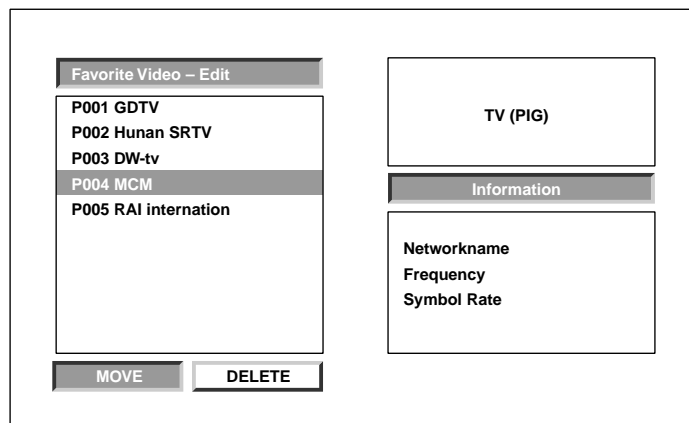 Favorite Video – Edit
P001 GDTV
P002 Hunan SRTV
P003 DW-tv
P004 MCM
P005 RAI internation
MOVE
DELETE
TV (PIG)
Information
Networkname
Frequency
Symbol Rate